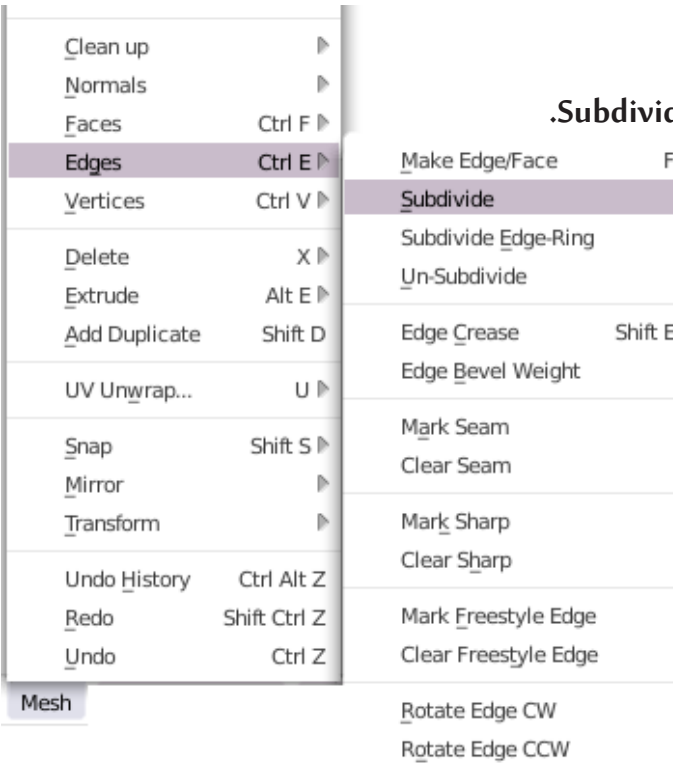 Clean up
Normals
Faces Ctrl F
Edges Ctrl E
Vertices Ctrl V
Delete X
Extrude Alt E
Add Duplicate Shift D
UV Unwrap... U
Snap Shift S
Mirror
Transform
Undo History Ctrl Alt Z
Redo Shift Ctrl Z
Undo Ctrl Z
Mesh
Make Edge/Face F
Subdivide
Subdivide Edge-Ring
Un-Subdivide
Edge Crease Shift E
Edge Bevel Weight
Mark Seam
Clear Seam
Mark Sharp
Clear Sharp
Mark Freestyle Edge
Clear Freestyle Edge
Rotate Edge CW
Rotate Edge CCW